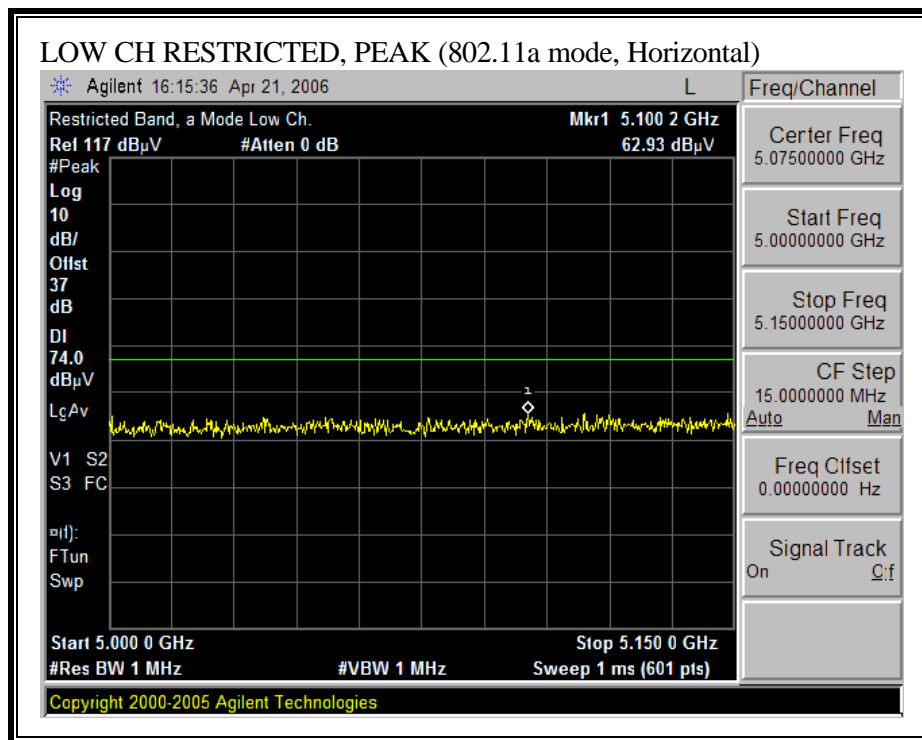 LOW CH RESTRICTED, PEAK (802.11a mode, Horizontal)
Agilent 16:15:36 Apr 21, 2006 L
Restricted Band, a Mode Low Ch.
Mkr1 5.100 2 GHz
Ref 117 dBµV #Atten 0 dB 62.93 dBµV
#Peak
Log
10
dB/
Offst
37
dB
DI
74.0
dBµV
LgAv
V1 S2
S3 FC
¤(f):
FTun
Swp
1
Start 5.000 0 GHz Stop 5.150 0 GHz
#Res BW 1 MHz #VBW 1 MHz Sweep 1 ms (601 pts)
Copyright 2000-2005 Agilent Technologies
Freq/Channel
Center Freq
5.07500000 GHz
Start Freq
5.00000000 GHz
Stop Freq
5.15000000 GHz
CF Step
15.0000000 MHz
Auto Man
Freq Offset
0.00000000 Hz
Signal Track
On Off